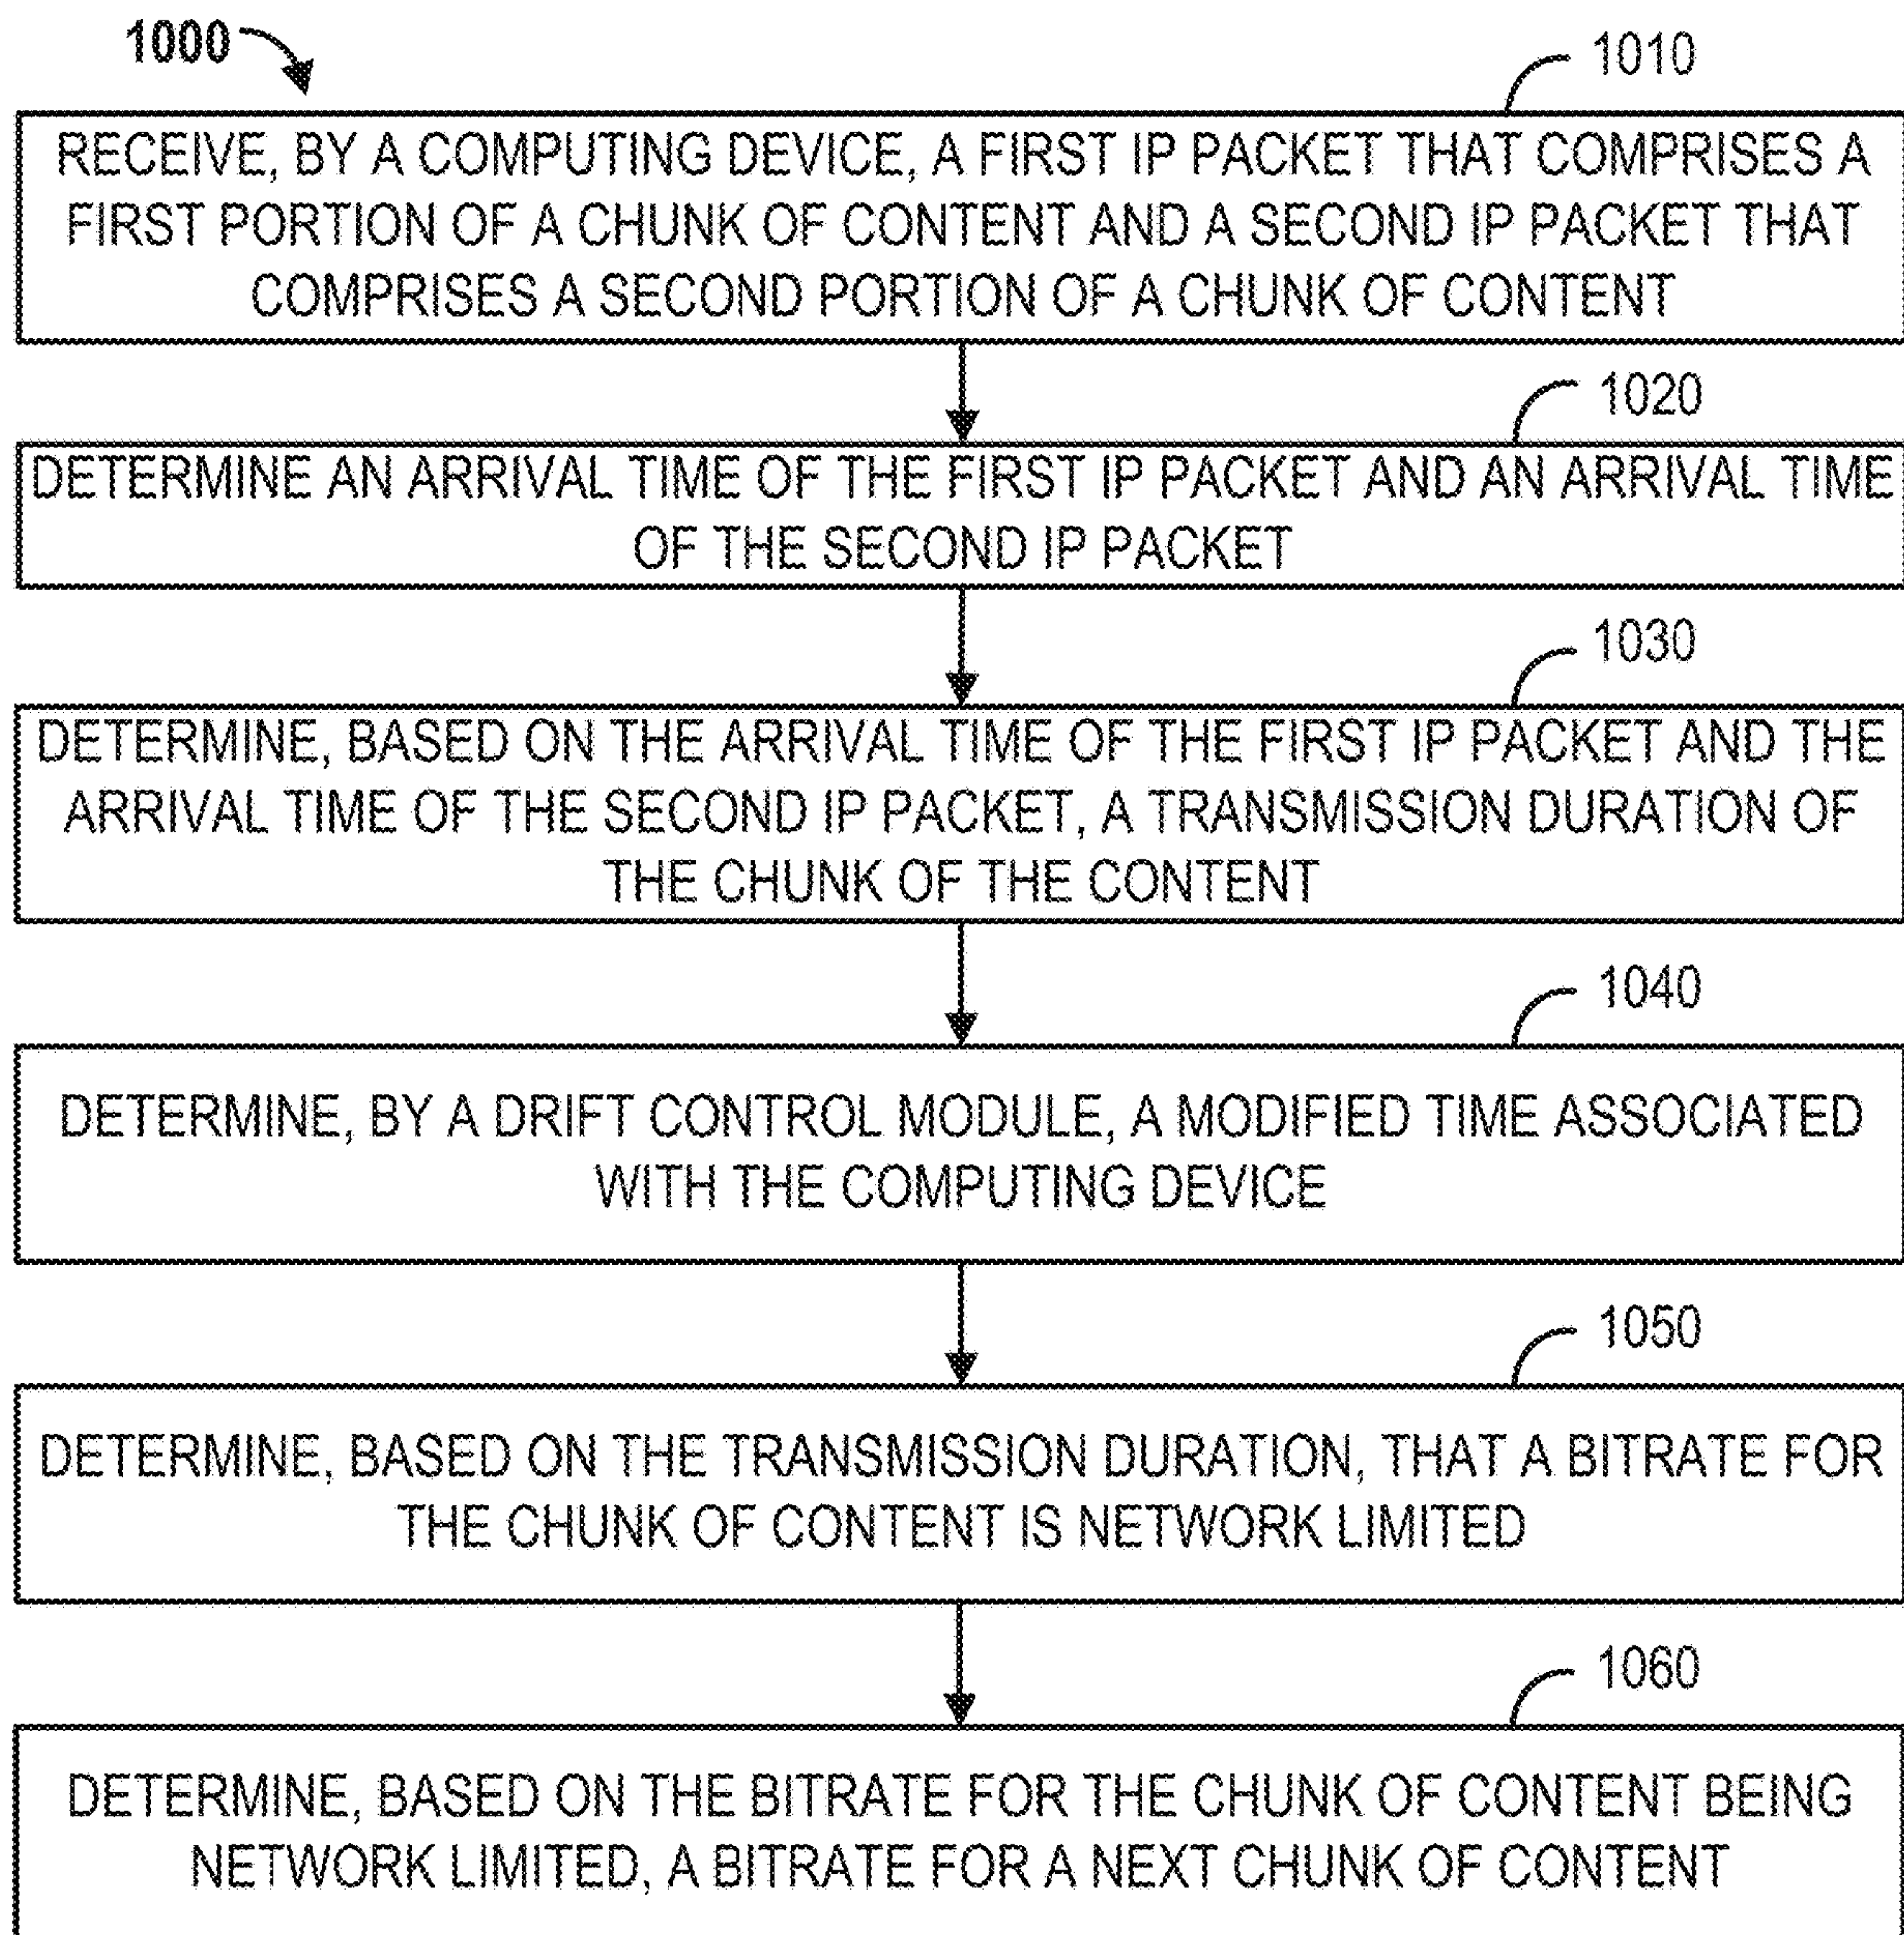 1000
1010
RECEIVE, BY A COMPUTING DEVICE, A FIRST IP PACKET THAT COMPRISES A
FIRST PORTION OF A CHUNK OF CONTENT AND A SECOND IP PACKET THAT
COMPRISES A SECOND PORTION OF A CHUNK OF CONTENT
1020
DETERMINE AN ARRIVAL TIME OF THE FIRST IP PACKET AND AN ARRIVAL TIME
OF THE SECOND IP PACKET
1030
DETERMINE, BASED ON THE ARRIVAL TIME OF THE FIRST IP PACKET AND THE
ARRIVAL TIME OF THE SECOND IP PACKET, A TRANSMISSION DURATION OF
THE CHUNK OF THE CONTENT
1040
DETERMINE, BY A DRIFT CONTROL MODULE, A MODIFIED TIME ASSOCIATED
WITH THE COMPUTING DEVICE
1050
DETERMINE, BASED ON THE TRANSMISSION DURATION, THAT A BITRATE FOR
THE CHUNK OF CONTENT IS NETWORK LIMITED
1060
DETERMINE, BASED ON THE BITRATE FOR THE CHUNK OF CONTENT BEING
NETWORK LIMITED, A BITRATE FOR A NEXT CHUNK OF CONTENT